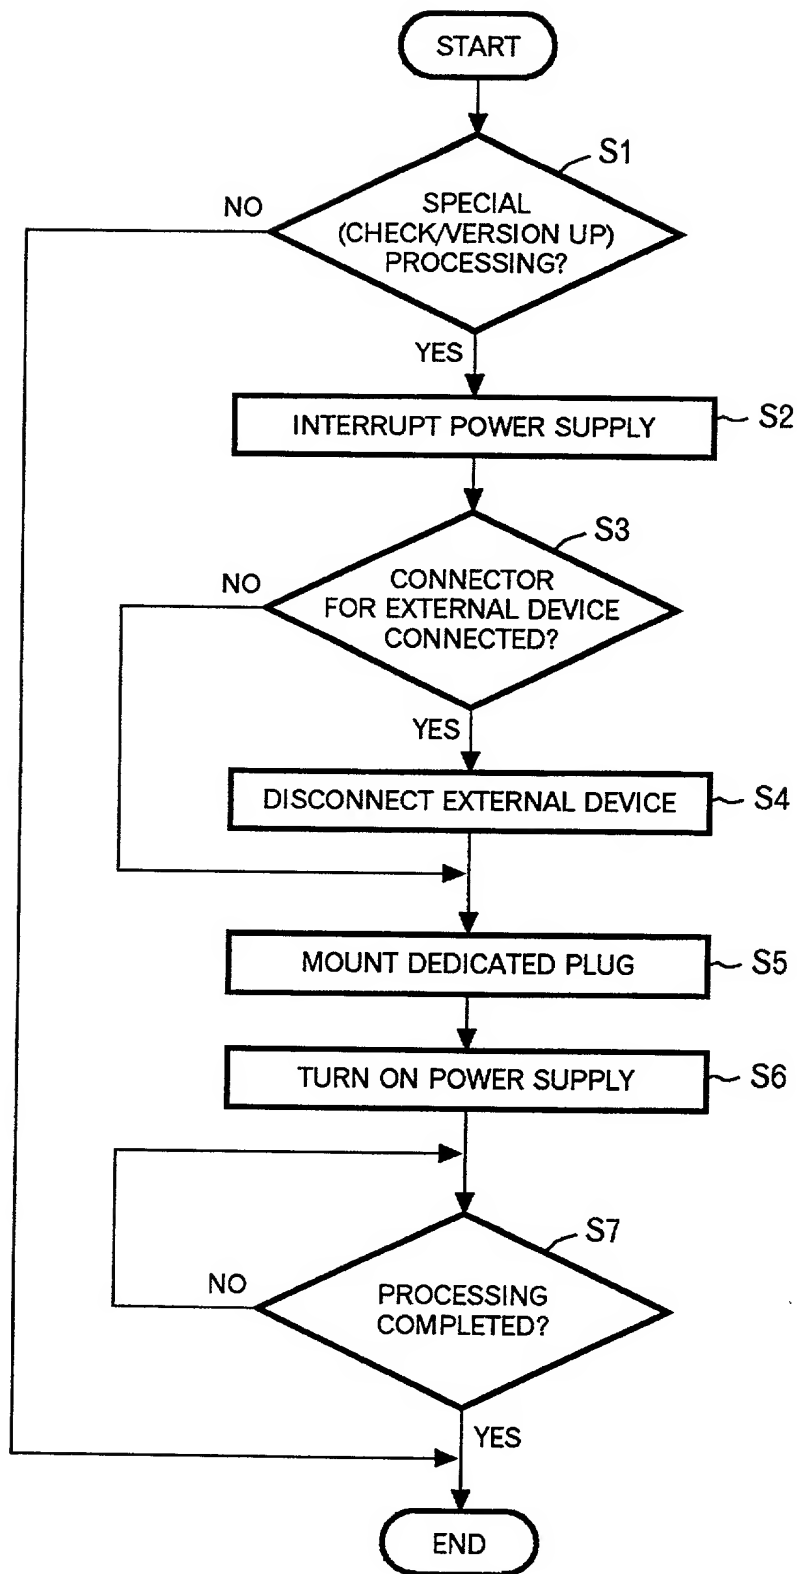 START
S1
NO
SPECIAL
(CHECK/VERSION UP)
PROCESSING?
YES
INTERRUPT POWER SUPPLY
S2
S3
NO
CONNECTOR
FOR EXTERNAL DEVICE
CONNECTED?
YES
DISCONNECT EXTERNAL DEVICE
S4
MOUNT DEDICATED PLUG
S5
TURN ON POWER SUPPLY
S6
S7
NO
PROCESSING
COMPLETED?
YES
END